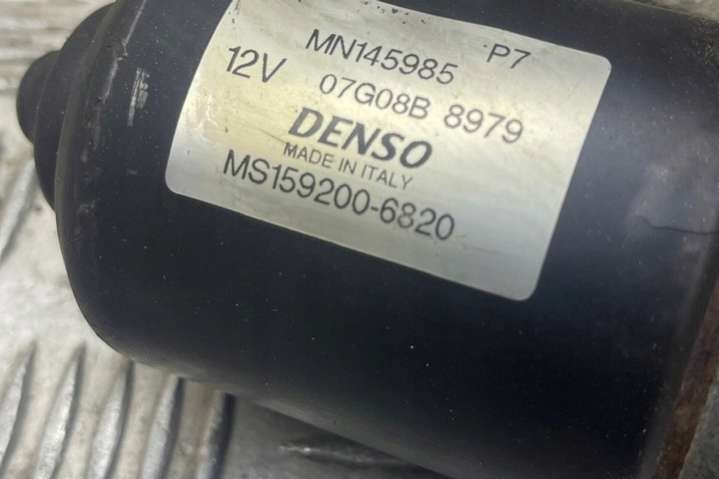 MN145985 P7
12V 07G08B 8979
DENSO
MADE IN ITALY
MS159200-6820